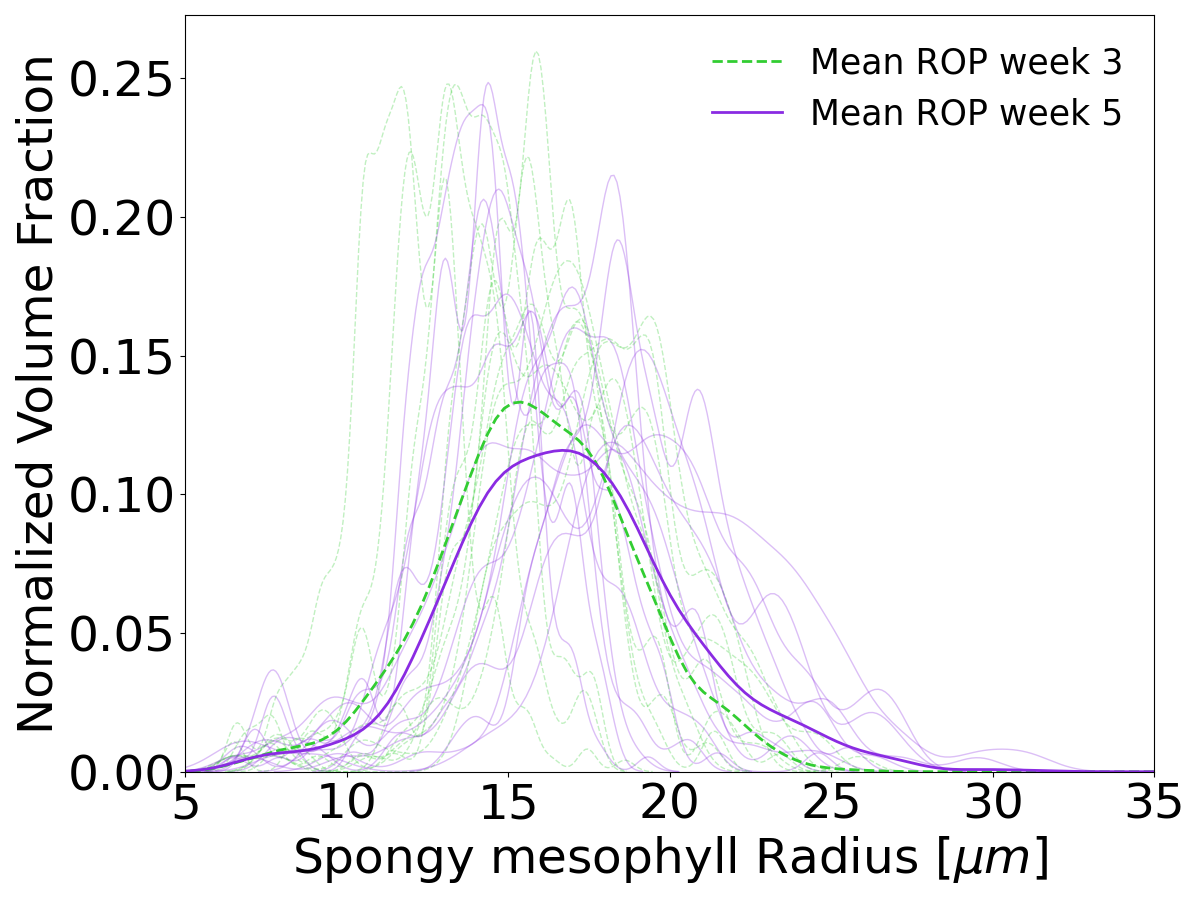 Normalized Volume Fraction
0.25
0.20
0.15
0.10
0.05
0.00
Mean ROP week 3
Mean ROP week 5
5 10 15 20 25 30 35
Spongy mesophyll Radius [μm]